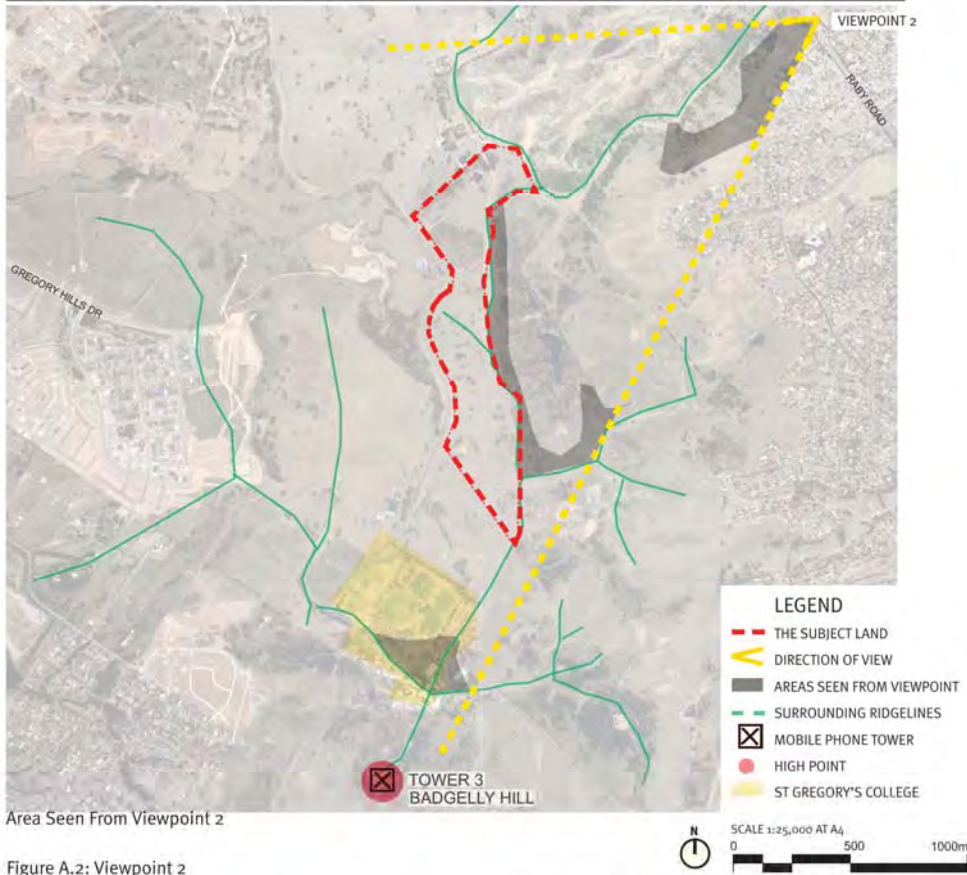 VIEWPOINT 2
RABY ROAD
GREGORY HILLS DR
TOWER 3
BADGELLY HILL
LEGEND
THE SUBJECT LAND
DIRECTION OF VIEW
AREAS SEEN FROM VIEWPOINT
SURROUNDING RIDGELINES
MOBILE PHONE TOWER
HIGH POINT
ST GREGORY'S COLLEGE
Area Seen From Viewpoint 2
N
SCALE 1:25,000 AT A4
0 500 1000m
Figure A.2: Viewpoint 2